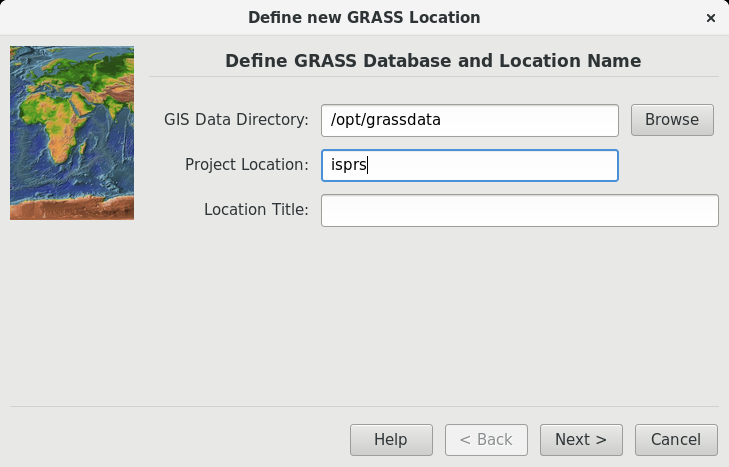 Define new GRASS Location
Define GRASS Database and Location Name
GIS Data Directory: /opt/grassdata Browse
Project Location: isprs
Location Title:
Help < Back Next > Cancel